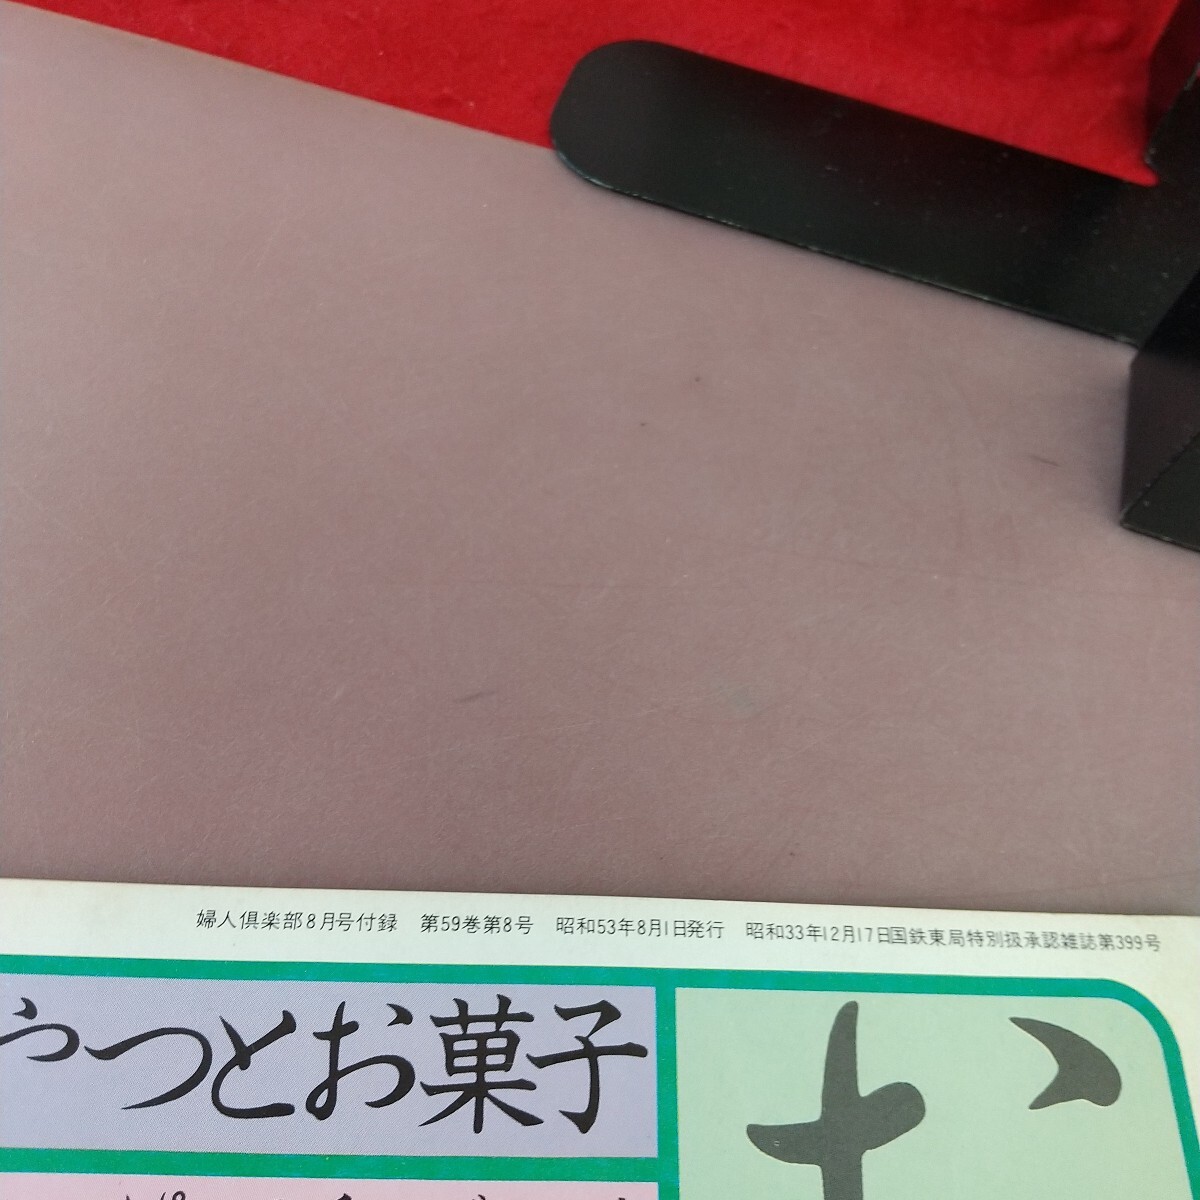 婦人倶楽部8月号付録 第59巻第8号 昭和53年8月1日発行 昭和33年12月17日国鉄東局特別扱承認雑誌第399号
やつとお菓子
お